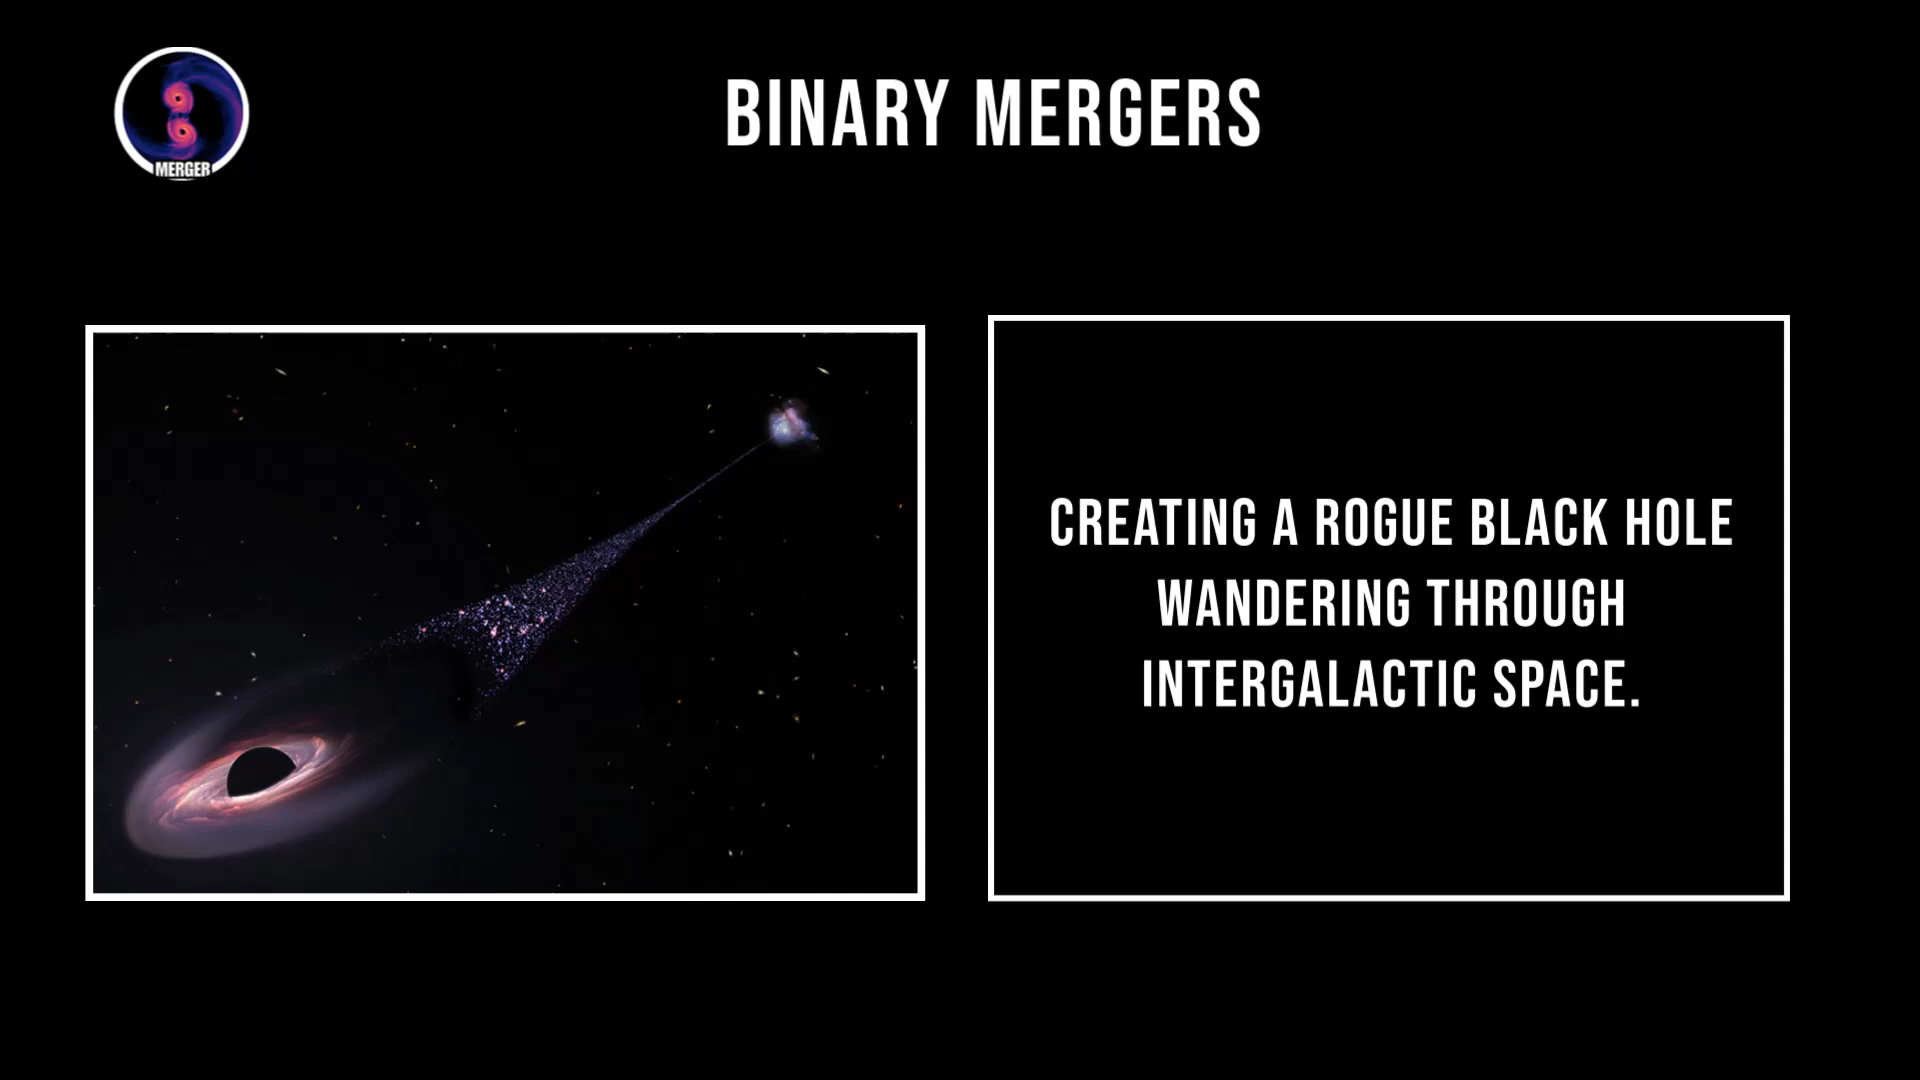 MERGER
BINARY MERGERS
CREATING A ROGUE BLACK HOLE
WANDERING THROUGH
INTERGALACTIC SPACE.